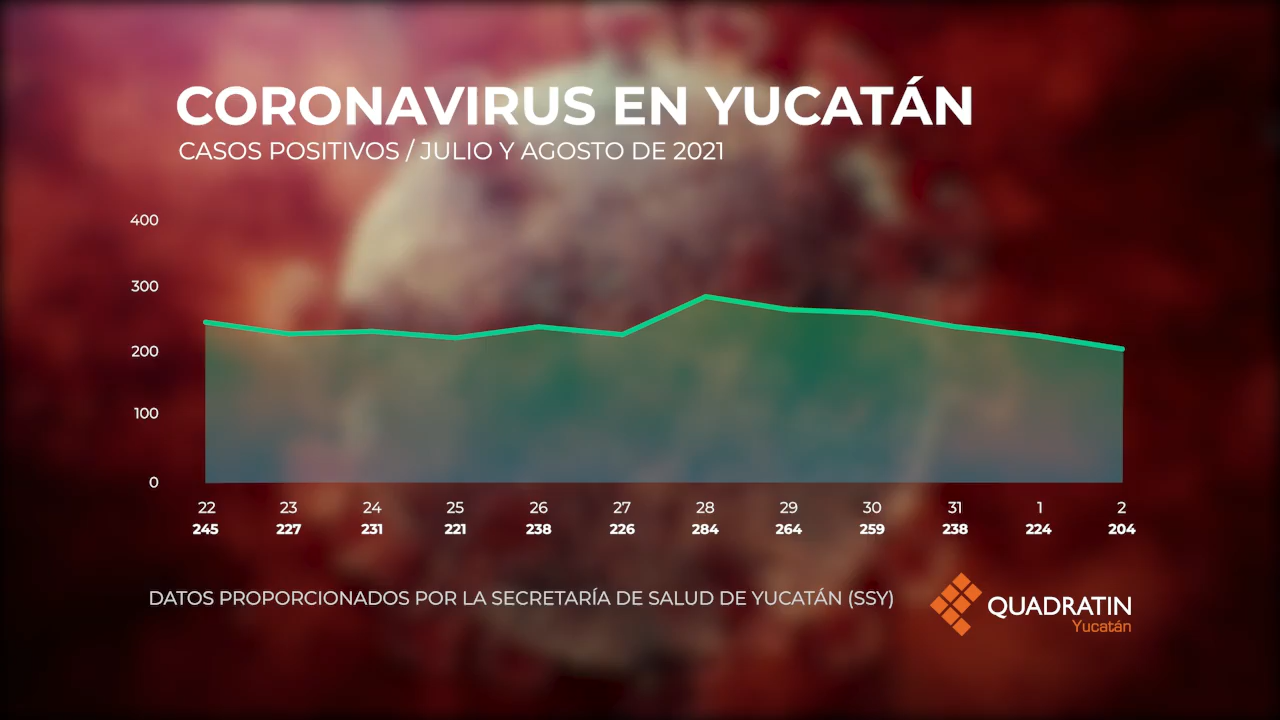 CORONAVIRUS EN YUCATÁN
CASOS POSITIVOS / JULIO Y AGOSTO DE 2021
400
300
200
100
0
22 23 24 25 26 27 28 29 30 31 1 2
245 227 231 221 238 226 284 264 259 238 224 204
DATOS PROPORCIONADOS POR LA SECRETARÍA DE SALUD DE YUCATÁN (SSY)
QUADRATIN
Yucatán